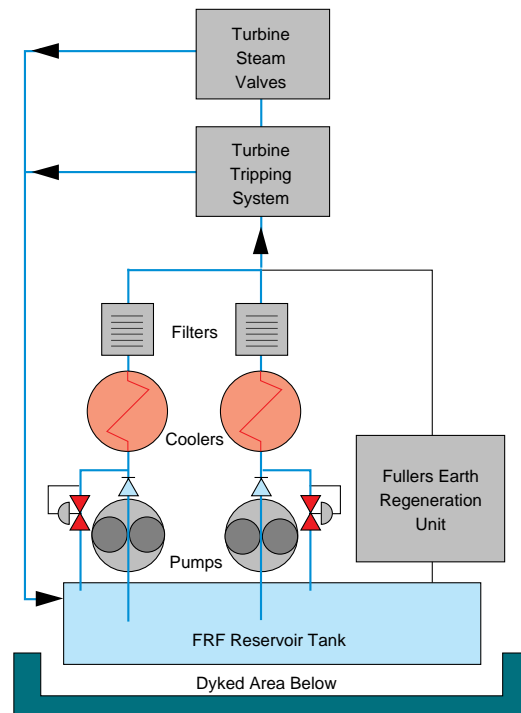 Turbine
Steam
Valves
Turbine
Tripping
System
Filters
Coolers
Fullers Earth
Regeneration
Unit
Pumps
FRF Reservoir Tank
Dyked Area Below